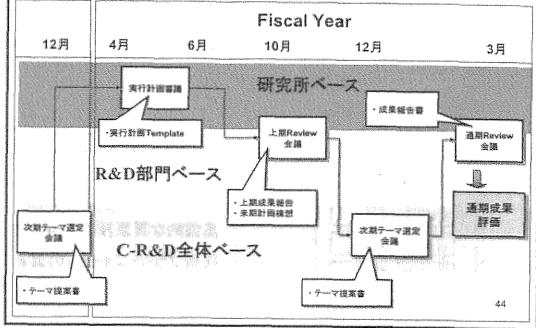 Fiscal Year
12月 4月 6月 10月 12月 3月
研究所ベース
実行計画審議
・実行計画Template
・成果報告書
上期Review
会議
通期Review
会議
R&D部門ベース
・上期成果報告
・来期計画構想
通期成果
評価
次期テーマ選定
会議
C-R&D全体ベース
次期テーマ選定
会議
・テーマ提案書
・テーマ提案書
44